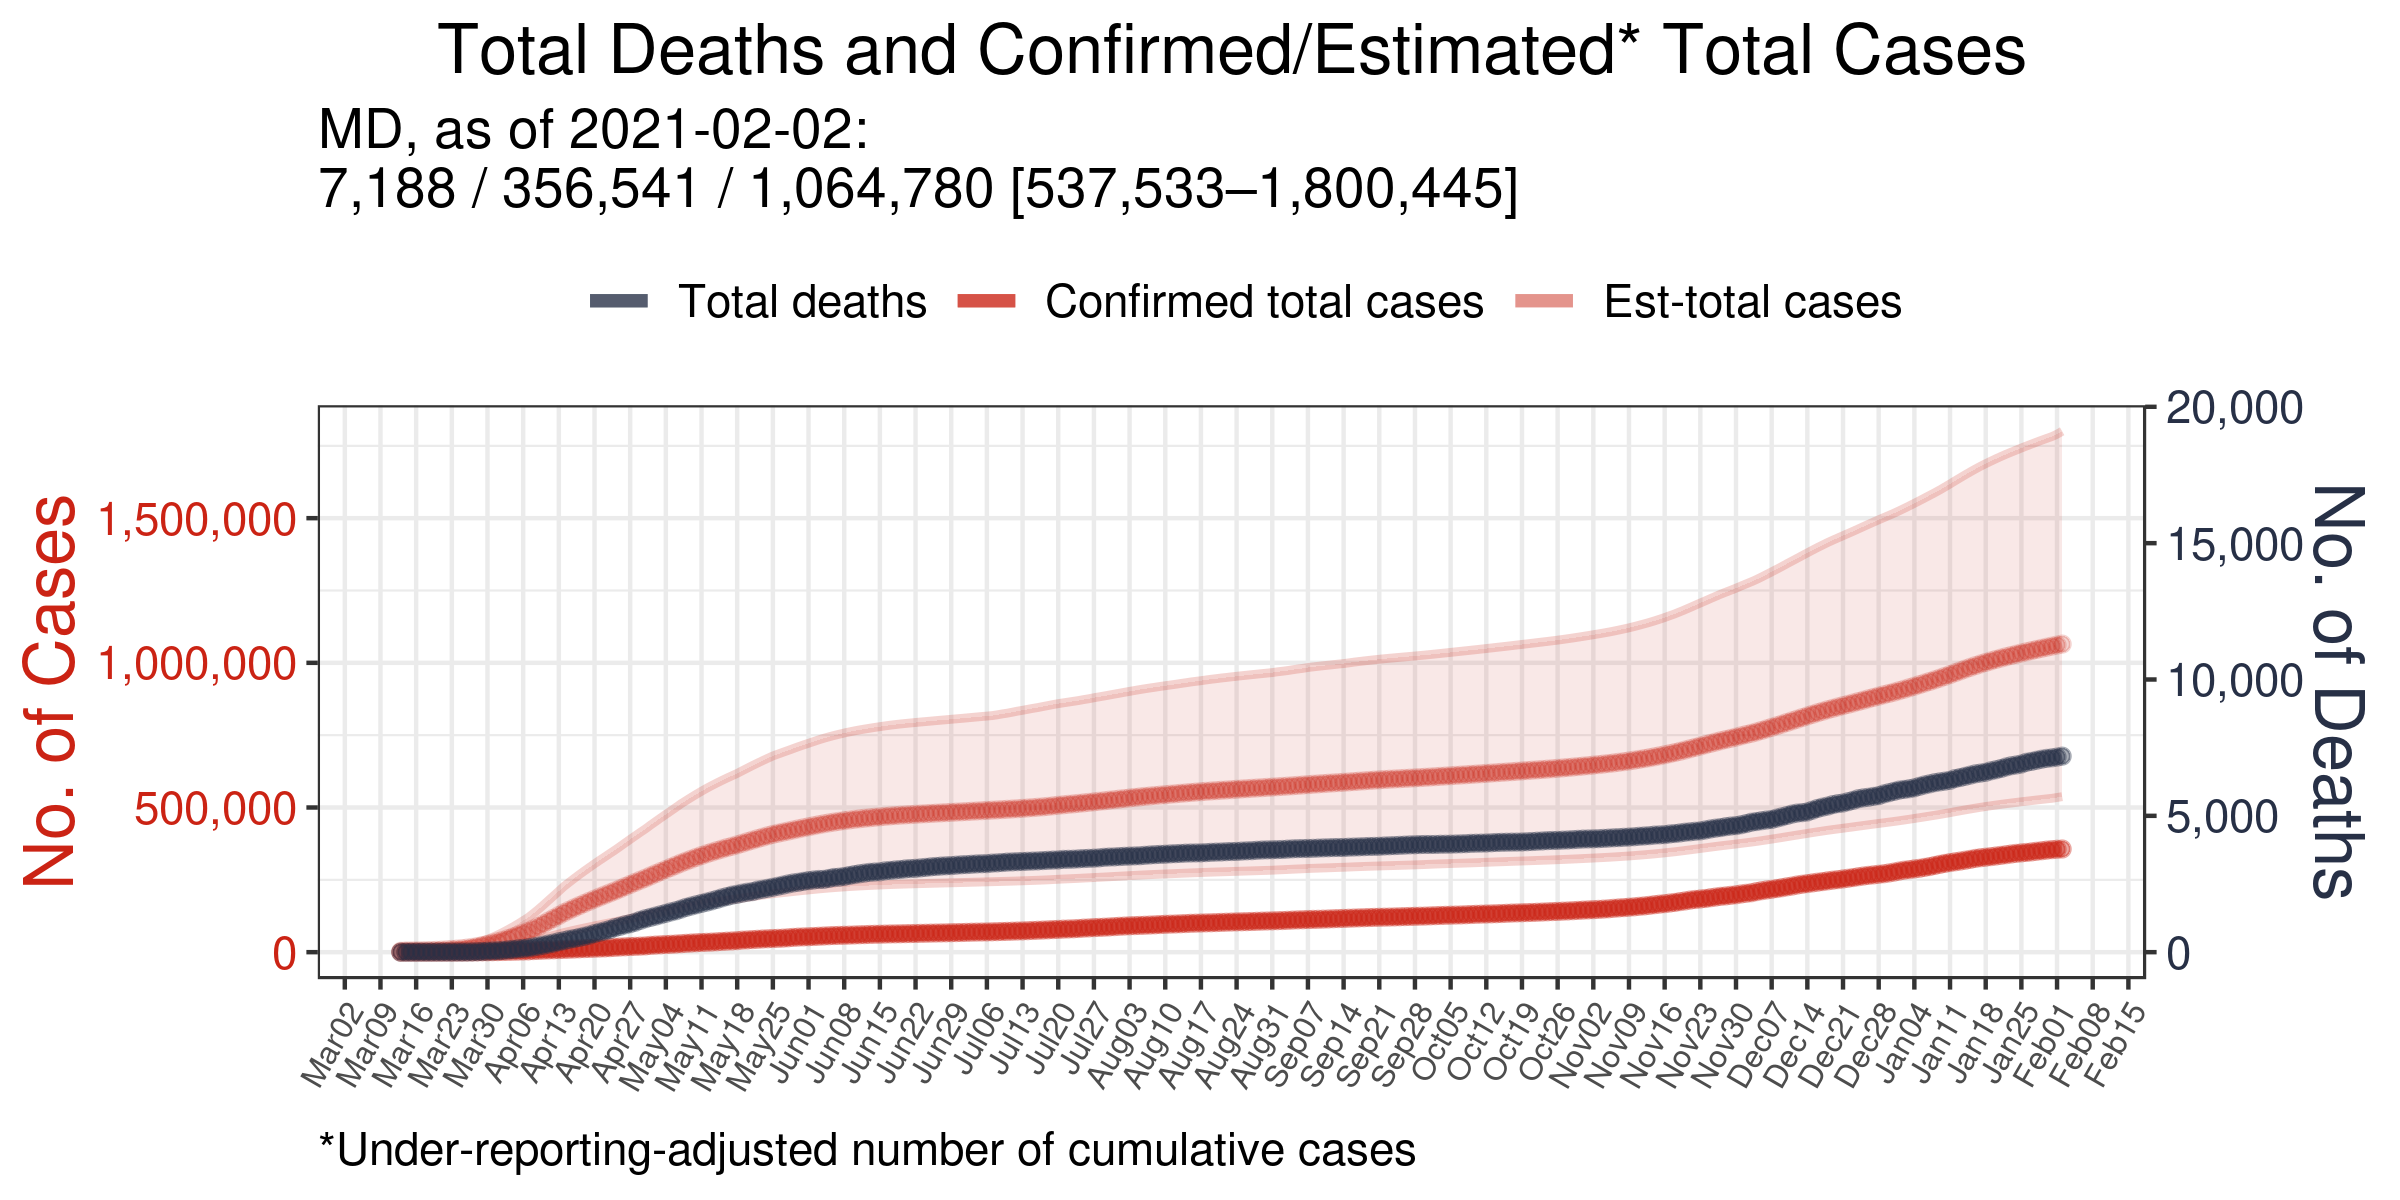 Total Deaths and Confirmed/Estimated* Total Cases
MD, as of 2021-02-02:
7,188 / 356,541 / 1,064,780 [537,533–1,800,445]
Total deaths
Confirmed total cases
Est-total cases
No. of Cases
1,500,000
1,000,000
500,000
0
20,000
15,000
10,000
5,000
0
No. of Deaths
Mar02
Mar09
Mar16
Mar23
Mar30
Apr06
Apr13
Apr20
Apr27
May04
May11
May18
May25
Jun01
Jun08
Jun15
Jun22
Jun29
Jul06
Jul13
Jul20
Jul27
Aug03
Aug10
Aug17
Aug24
Aug31
Sep07
Sep14
Sep21
Sep28
Oct05
Oct12
Oct19
Oct26
Nov02
Nov09
Nov16
Nov23
Nov30
Dec07
Dec14
Dec21
Dec28
Jan04
Jan11
Jan18
Jan25
Feb01
Feb08
Feb15
*Under-reporting-adjusted number of cumulative cases